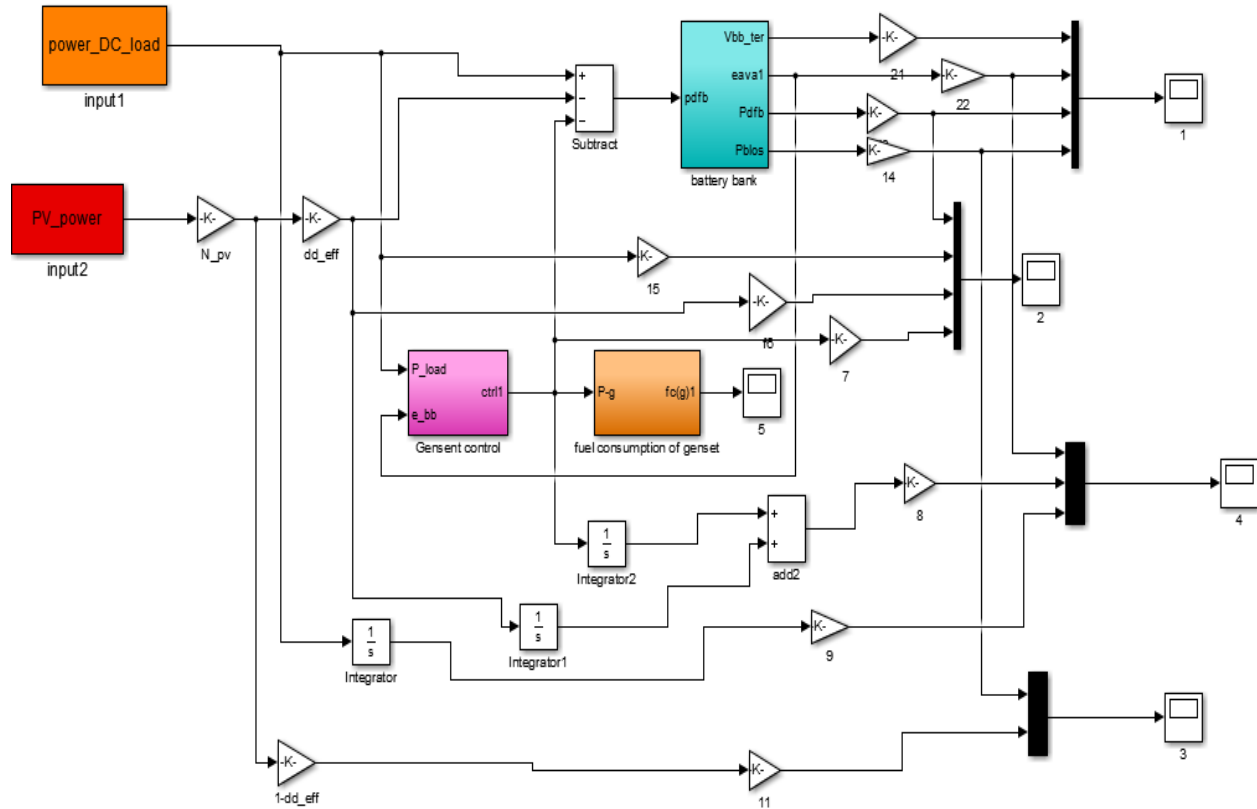 power_DC_load
input1
PV_power
input2
-K-
N_pv
-K-
dd_eff
+
−
−
Subtract
pdfb
Vbb_ter
eava1
Pdfb
Pblos
battery bank
-K-
21
-K-
22
-K-
K-
14
1
-K-
15
-K-
f6
-K-
7
2
P_load
e_bb
ctrl1
Gensent control
P-g
fc(g)1
fuel consumption of genset
5
1
s
Integrator2
+
+
add2
-K-
8
4
1
s
Integrator1
1
s
Integrator
-K-
9
-K-
1-dd_eff
-K-
11
3